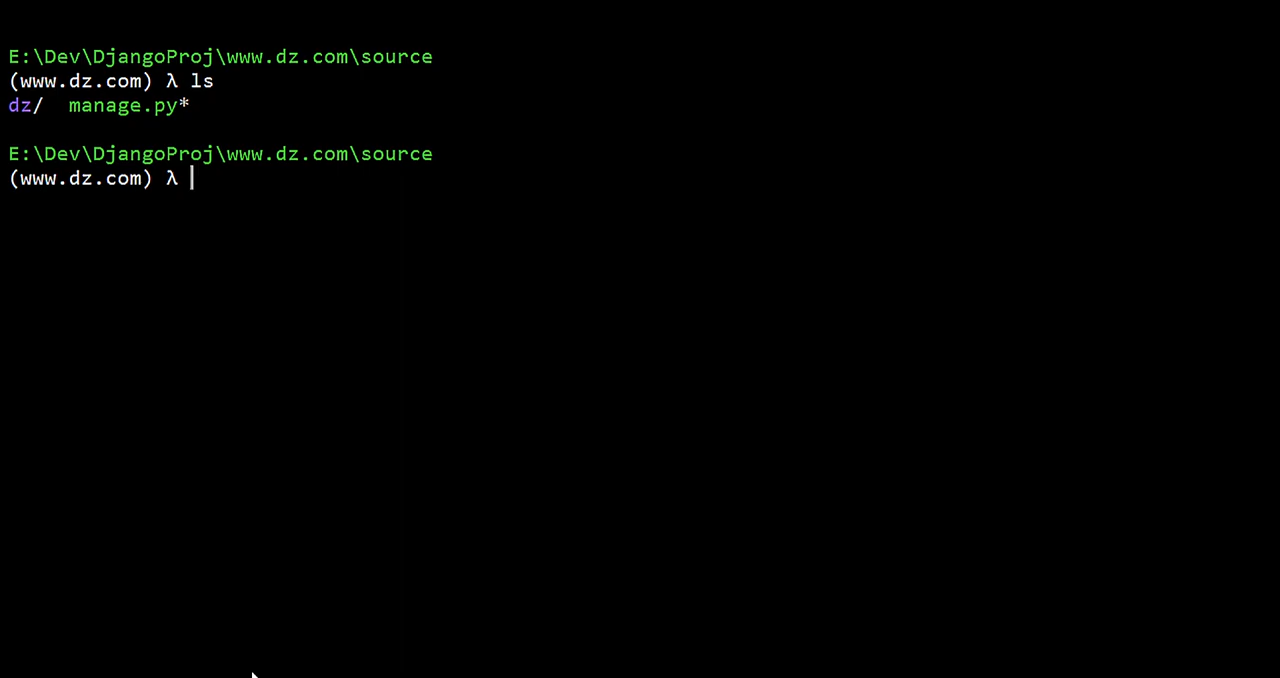 E:\Dev\DjangoProj\www.dz.com\source
(www.dz.com) λ ls
dz/  manage.py*
E:\Dev\DjangoProj\www.dz.com\source
(www.dz.com) λ